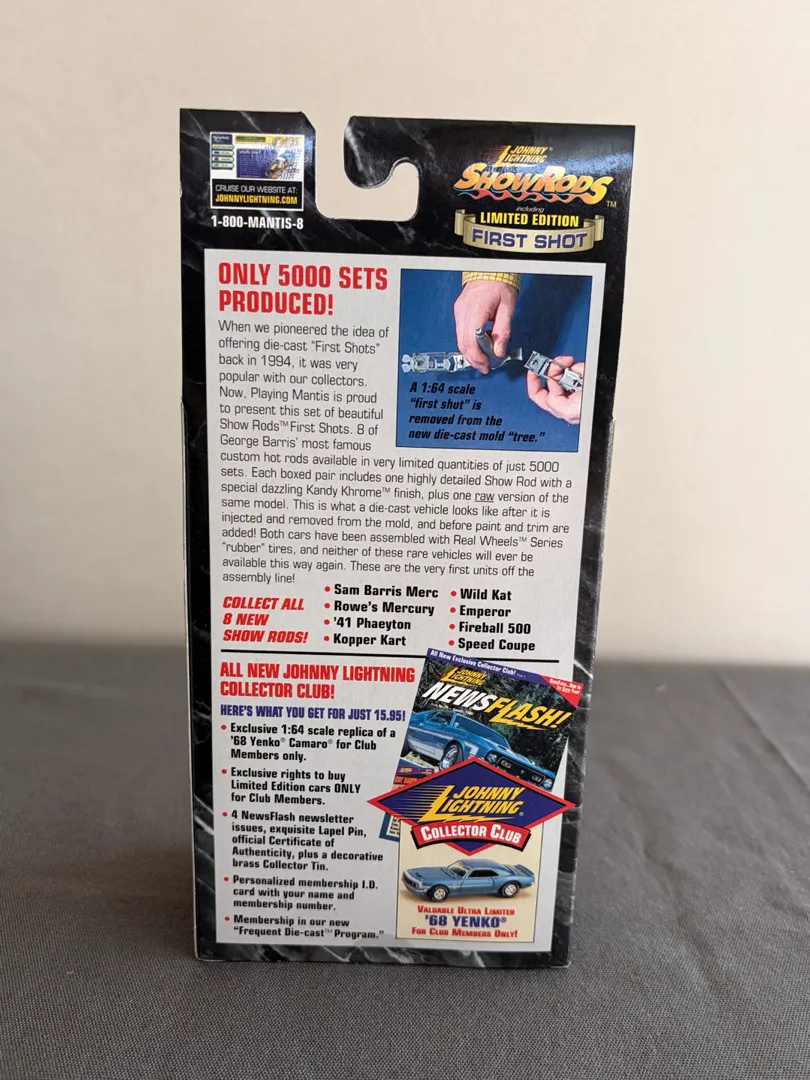 CRUISE OUR WEBSITE AT:
JOHNNYLIGHTNING.COM
1-800-MANTIS-8
JOHNNY
LIGHTNING
SHOWRODS™
including
LIMITED EDITION
FIRST SHOT
ONLY 5000 SETS
PRODUCED!
When we pioneered the idea of
offering die-cast "First Shots"
back in 1994, it was very
popular with our collectors.
Now, Playing Mantis is proud
to present this set of beautiful
Show Rods™ First Shots. 8 of
George Barris' most famous
custom hot rods available in very limited quantities of just 5000
sets. Each boxed pair includes one highly detailed Show Rod with a
special dazzling Kandy Khrome™ finish, plus one raw version of the
same model. This is what a die-cast vehicle looks like after it is
injected and removed from the mold, and before paint and trim are
added! Both cars have been assembled with Real Wheels™ Series
"rubber" tires, and neither of these rare vehicles will ever be
available this way again. These are the very first units off the
assembly line!
A 1:64 scale
"first shut" is
removed from the
new die-cast mold "tree."
COLLECT ALL
8 NEW
SHOW RODS!
• Sam Barris Merc
• Rowe's Mercury
• '41 Phaeyton
• Kopper Kart
• Wild Kat
• Emperor
• Fireball 500
• Speed Coupe
ALL NEW JOHNNY LIGHTNING
COLLECTOR CLUB!
HERE'S WHAT YOU GET FOR JUST 15.95!
• Exclusive 1:64 scale replica of a
'68 Yenko® Camaro® for Club
Members only.
• Exclusive rights to buy
Limited Edition cars ONLY
for Club Members.
• 4 NewsFlash newsletter
issues, exquisite Lapel Pin,
official Certificate of
Authenticity, plus a decorative
brass Collector Tin.
• Personalized membership I.D.
card with your name and
membership number.
• Membership in our new
"Frequent Die-cast™ Program."
All New Exclusive Collector Club!
JOHNNY
LIGHTNING
NEWSFLASH!
JOHNNY
LIGHTNING®
COLLECTOR CLUB
VALUABLE ULTRA LIMITED
'68 YENKO®
FOR CLUB MEMBERS ONLY!